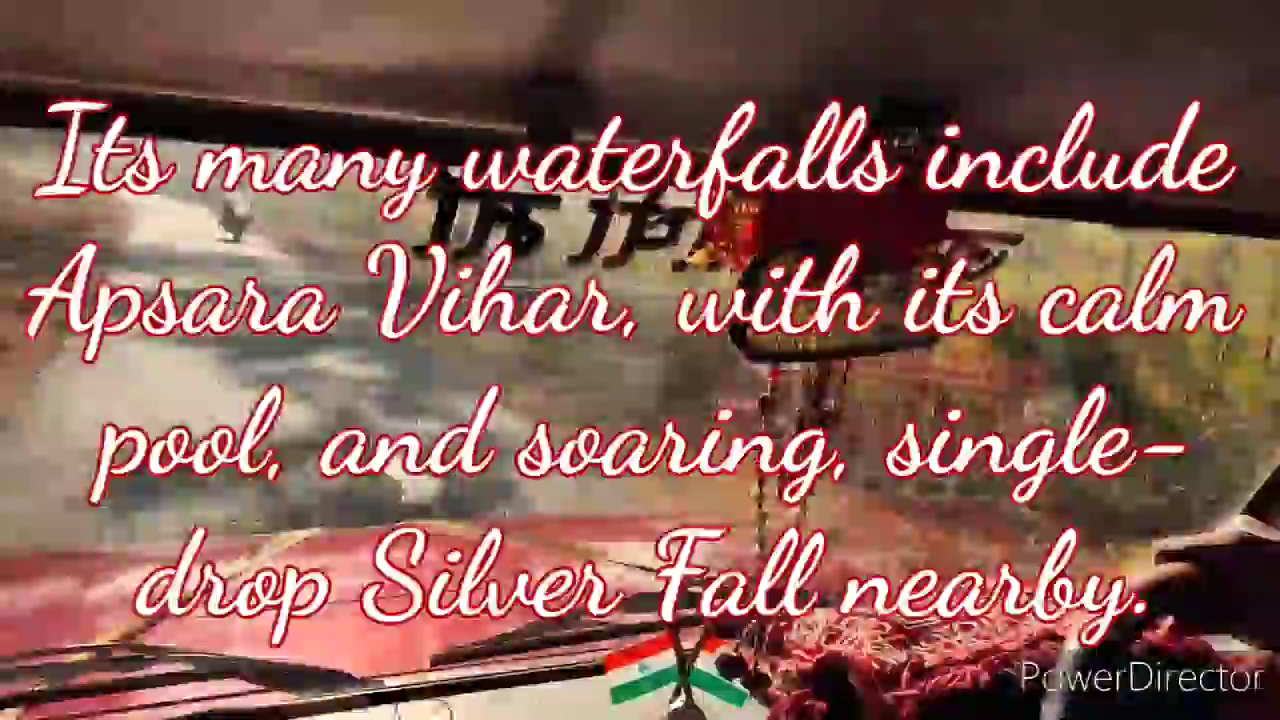 Its many waterfalls include
Apsara Vihar, with its calm
pool, and soaring, single-
drop Silver Fall nearby.
PowerDirector